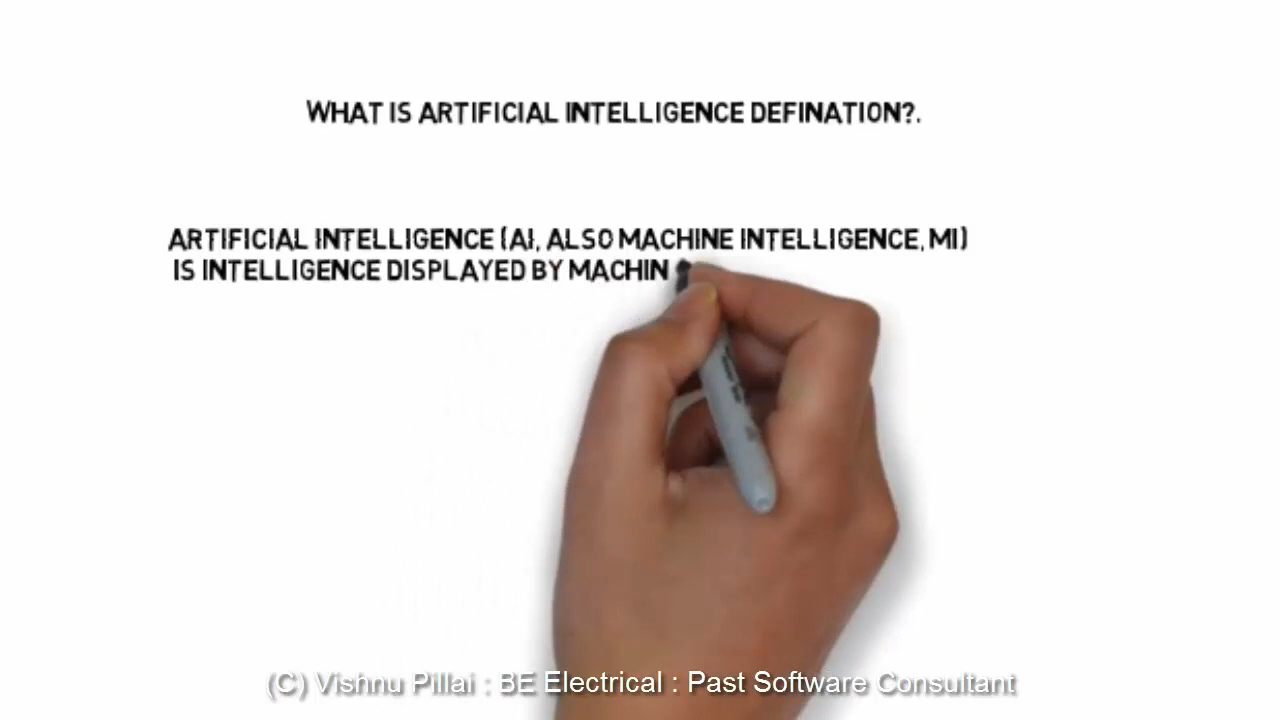 WHAT IS ARTIFICIAL INTELLIGENCE DEFINATION?.
ARTIFICIAL INTELLIGENCE (AI, ALSO MACHINE INTELLIGENCE, MI)
IS INTELLIGENCE DISPLAYED BY MACHIN
(C) Vishnu Pillai : BE Electrical : Past Software Consultant